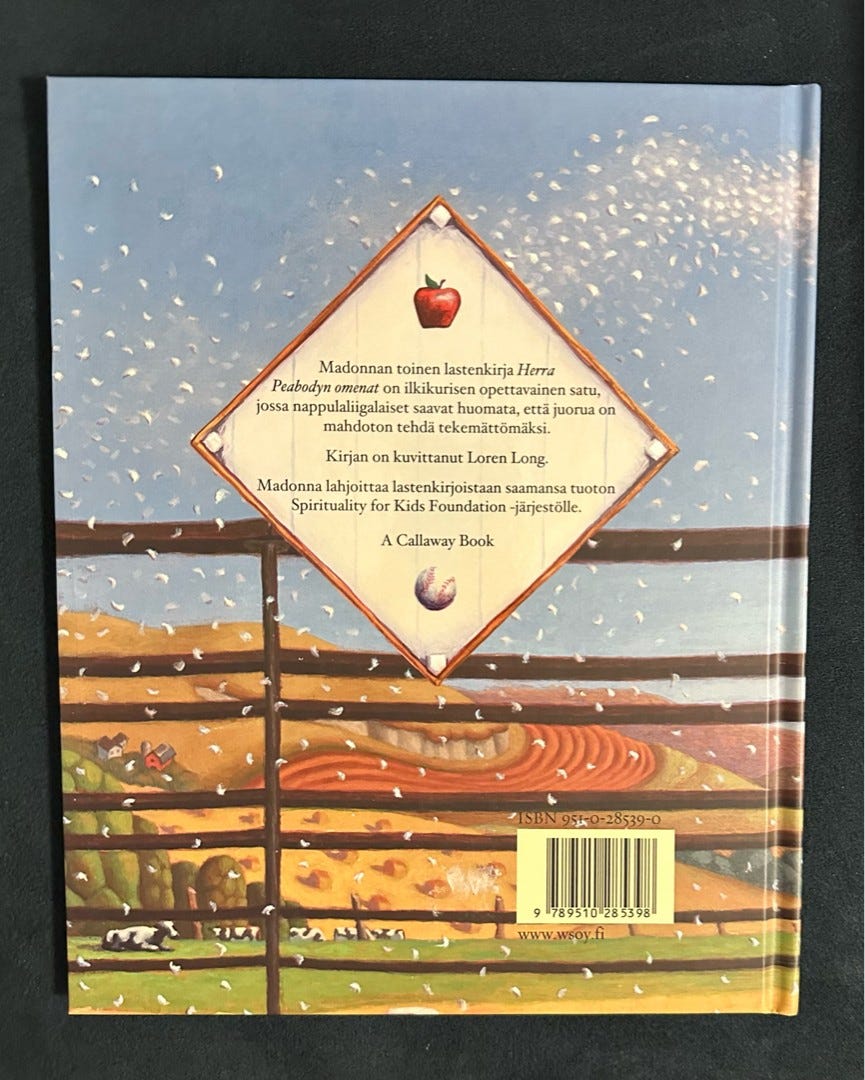 Madonnan toinen lastenkirja Herra
Peabodyn omenat on ilkikurisen opettavainen satu,
jossa nappulaliigalaiset saavat huomata, että juorua on
mahdoton tehdä tekemättömäksi.
Kirjan on kuvittanut Loren Long.
Madonna lahjoittaa lastenkirjoistaan saamansa tuoton
Spirituality for Kids Foundation -järjestölle.
A Callaway Book
ISBN 951-0-28539-0
9 789510 285398
www.wsoy.fi